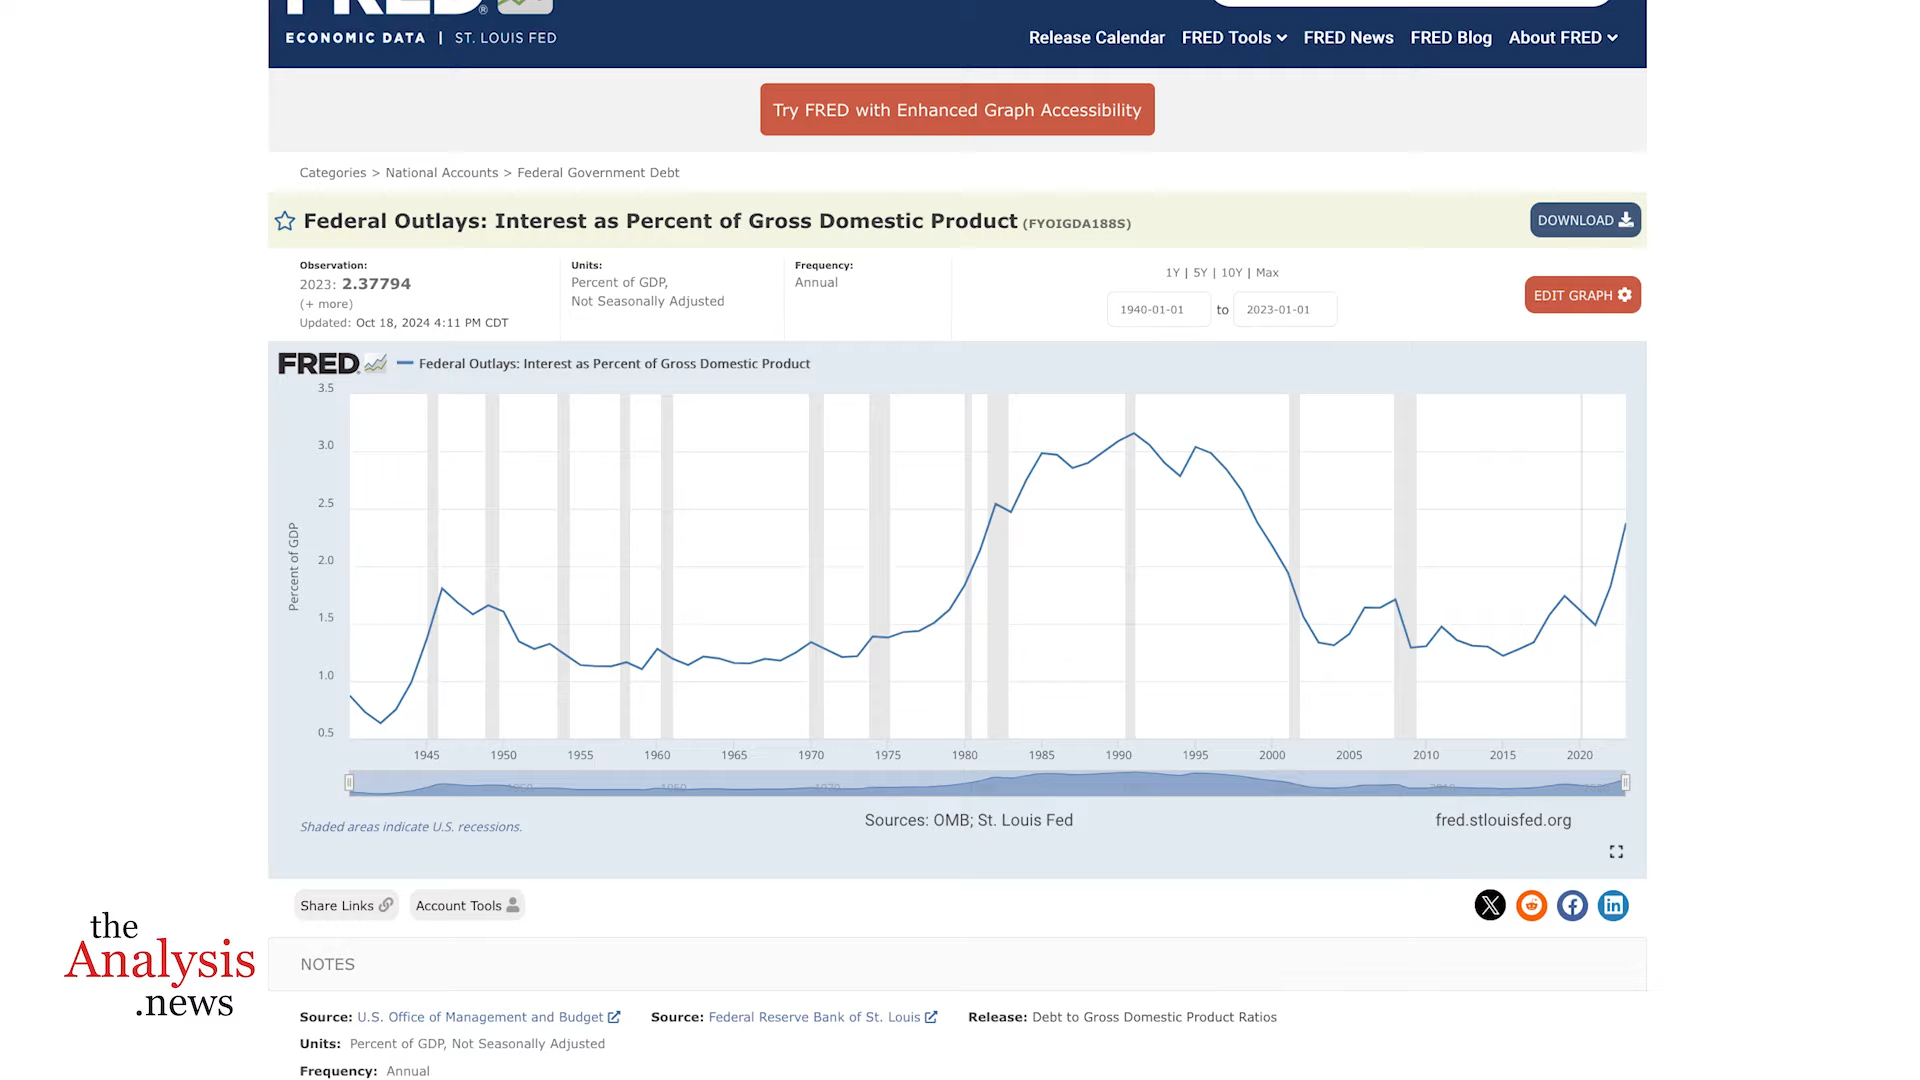 FRED®
ECONOMIC DATA | ST. LOUIS FED
Release Calendar FRED Tools FRED News FRED Blog About FRED
Try FRED with Enhanced Graph Accessibility
Categories > National Accounts > Federal Government Debt
Federal Outlays: Interest as Percent of Gross Domestic Product (FYOIGDA188S)
DOWNLOAD
Observation:
2023: 2.37794
(+ more)
Updated: Oct 18, 2024 4:11 PM CDT
Units:
Percent of GDP,
Not Seasonally Adjusted
Frequency:
Annual
1Y | 5Y | 10Y | Max
1940-01-01 to 2023-01-01
EDIT GRAPH
FRED Federal Outlays: Interest as Percent of Gross Domestic Product
3.5
3.0
2.5
2.0
1.5
1.0
0.5
Percent of GDP
1945 1950 1955 1960 1965 1970 1975 1980 1985 1990 1995 2000 2005 2010 2015 2020
1950 1960 1970 2010
Shaded areas indicate U.S. recessions.
Sources: OMB; St. Louis Fed
fred.stlouisfed.org
Share Links Account Tools
the
Analysis
.news
NOTES
Source: U.S. Office of Management and Budget Source: Federal Reserve Bank of St. Louis Release: Debt to Gross Domestic Product Ratios
Units: Percent of GDP, Not Seasonally Adjusted
Frequency: Annual